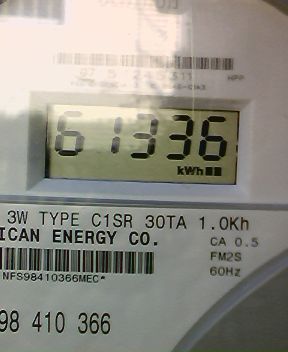 HPP
61336
kWh
3W TYPE C1SR 30TA 1.0Kh
ICAN ENERGY CO.
CA 0.5
FM2S
NFS98410366MEC*
60Hz
98 410 366